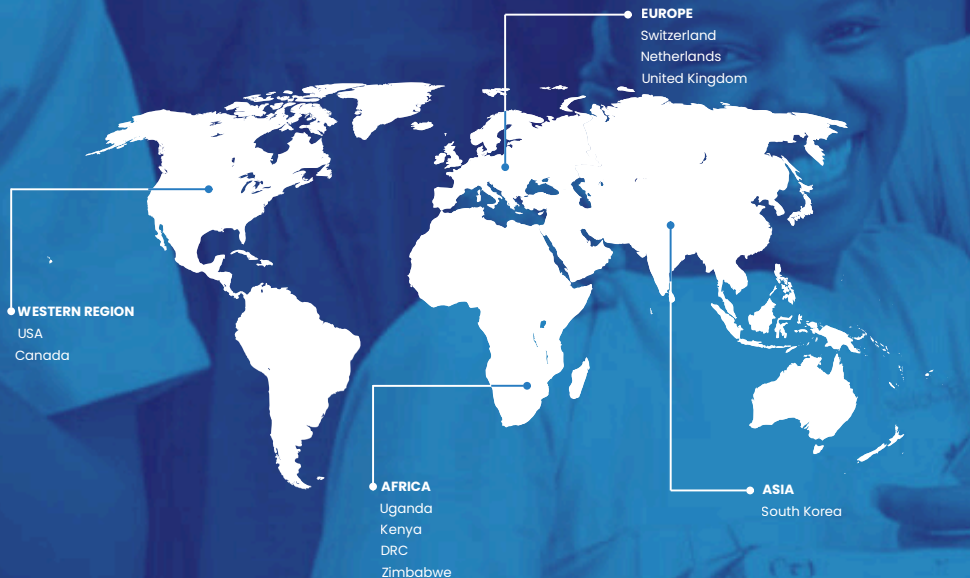 EUROPE
Switzerland
Netherlands
United Kingdom
WESTERN REGION
USA
Canada
AFRICA
Uganda
Kenya
DRC
Zimbabwe
ASIA
South Korea